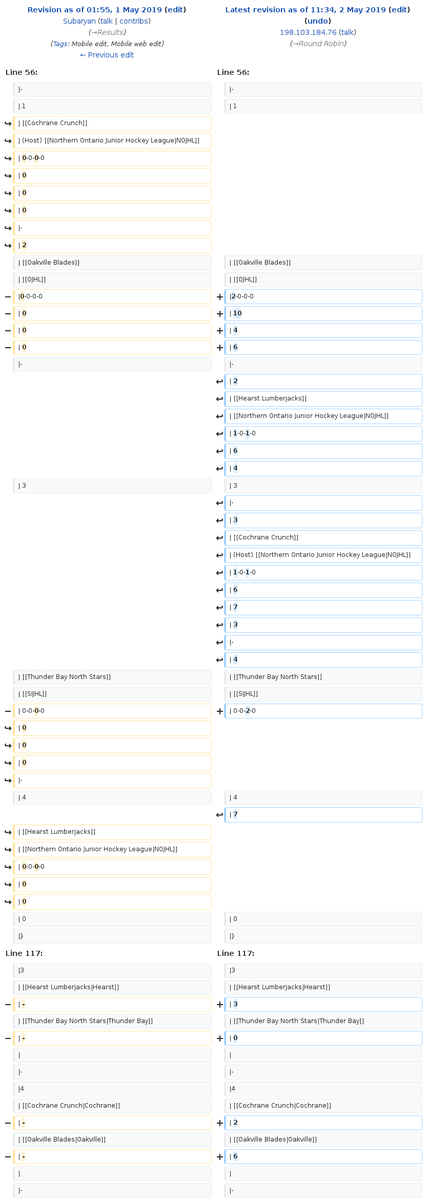 Revision as of 01:55, 1 May 2019 (edit)
Subaryan (talk | contribs)
(→Results)
(Tags: Mobile edit, Mobile web edit)
← Previous edit
Latest revision as of 11:34, 2 May 2019 (edit)
(undo)
198.103.184.76 (talk)
(→Round Robin)
Line 56: Line 56:
|- |-
| 1 | 1
| [[Cochrane Crunch]]
| (Host) [[Northern Ontario Junior Hockey League|NOJHL]]
| 0-0-0-0
| 0
| 0
| 0
|-
| 2
| [[Oakville Blades]] | [[Oakville Blades]]
| [[OJHL]] | [[OJHL]]
− |0-0-0-0 + |2-0-0-0
− | 0 + | 10
− | 0 + | 4
− | 0 + | 6
|- |-
| 2
| [[Hearst Lumberjacks]]
| [[Northern Ontario Junior Hockey League|NOJHL]]
| 1-0-1-0
| 6
| 4
| 3 | 3
|-
| 3
| [[Cochrane Crunch]]
| (Host) [[Northern Ontario Junior Hockey League|NOJHL]]
| 1-0-1-0
| 6
| 7
| 3
|-
| 4
| [[Thunder Bay North Stars]] | [[Thunder Bay North Stars]]
| [[SIJHL]] | [[SIJHL]]
− | 0-0-0-0 + | 0-0-2-0
| 0
| 0
| 0
|-
| 4 | 4
| 7
| [[Hearst Lumberjacks]]
| [[Northern Ontario Junior Hockey League|NOJHL]]
| 0-0-0-0
| 0
| 0
| 0 | 0
|} |}
Line 117: Line 117:
|3 |3
| [[Hearst Lumberjacks|Hearst]] | [[Hearst Lumberjacks|Hearst]]
− | - + | 3
| [[Thunder Bay North Stars|Thunder Bay]] | [[Thunder Bay North Stars|Thunder Bay]]
− | - + | 0
| |
|- |-
|4 |4
| [[Cochrane Crunch|Cochrane]] | [[Cochrane Crunch|Cochrane]]
− | - + | 2
| [[Oakville Blades|Oakville]] | [[Oakville Blades|Oakville]]
− | - + | 6
| |
|- |-